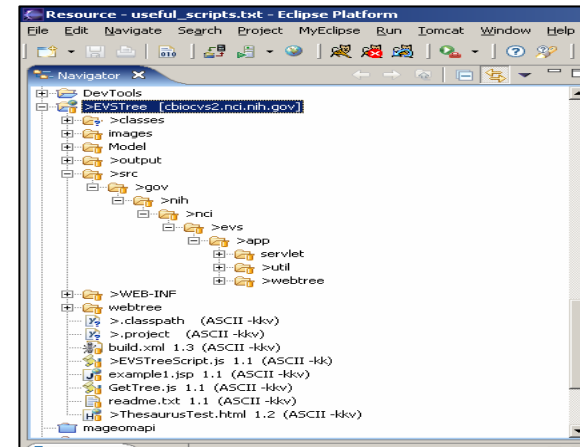 Resource - useful_scripts.txt - Eclipse Platform
File Edit Navigate Search Project MyEclipse Run Tomcat Window Help
Navigator
DevTools
>EVSTree [cbiocvs2.nci.nih.gov]
>classes
images
Model
>output
>src
>gov
>nih
>nci
>evs
>app
servlet
>util
>webtree
>WEB-INF
webtree
>.classpath (ASCII -kkv)
>.project (ASCII -kkv)
build.xml 1.3 (ASCII -kkv)
>EVSTreeScript.js 1.1 (ASCII -kk)
example1.jsp 1.1 (ASCII -kkv)
GetTree.js 1.1 (ASCII -kkv)
readme.txt 1.1 (ASCII -kkv)
>ThesaurusTest.html 1.2 (ASCII -kkv)
mageomapi